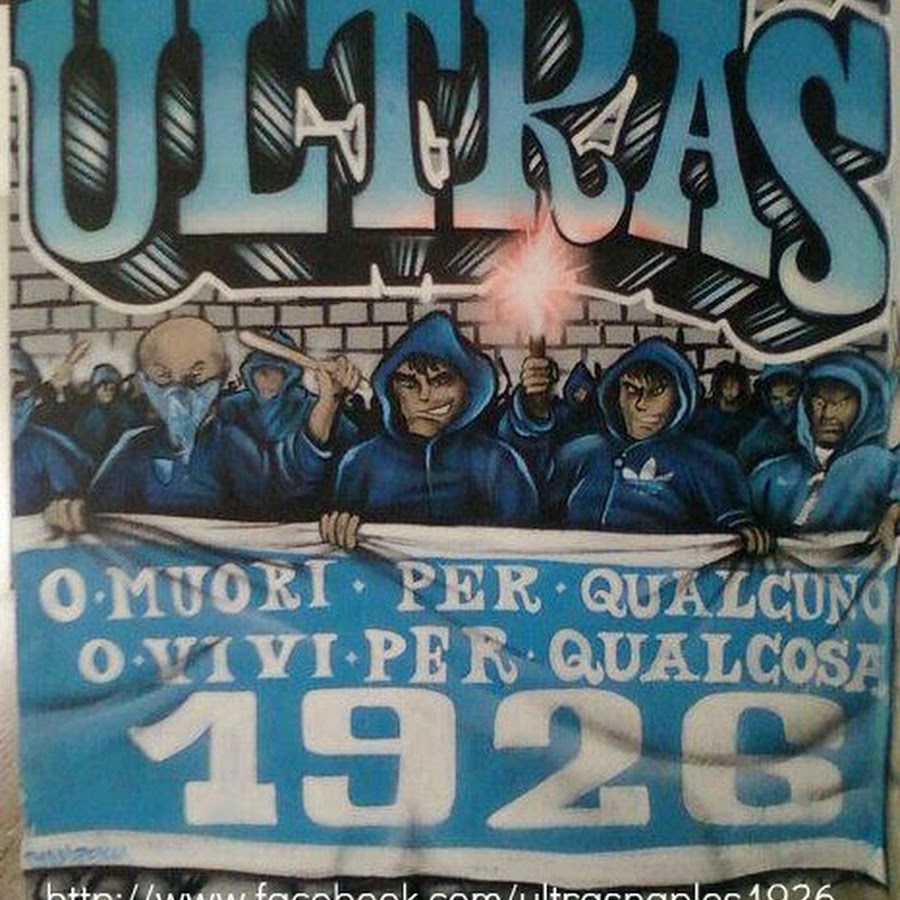 ULTRAS
O·MUORI· PER·QUALCUNO
O·VIVI·PER·QUALCOSA
1926
http://www.facebook.com/ultrasnaples1926